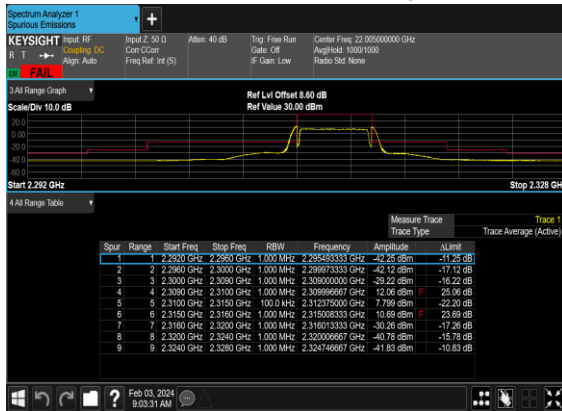 Spectrum Analyzer 1
Spurious Emissions
KEYSIGHT Input: RF Input Z: 50 Ω Atten: 40 dB Trig: Free Run Center Freq: 22.005000000 GHz
R T Coupling: DC Corr CCorr Gate: Off Avg|Hold: 1000/1000
Align: Auto Freq Ref: Int (S) IF Gain: Low Radio Std: None
FAIL
3 All Range Graph
Ref Lvl Offset 8.60 dB
Scale/Div 10.0 dB Ref Value 30.00 dBm
20.0
0.00
-20.0
-40.0
-60.0
Start 2.292 GHz Stop 2.328 GH
4 All Range Table
Measure Trace Trace 1
Trace Type Trace Average (Active)
Spur Range Start Freq Stop Freq RBW Frequency Amplitude ΔLimit
1 1 2.2920 GHz 2.2960 GHz 1.000 MHz 2.295493333 GHz -42.25 dBm -11.25 dB
2 2 2.2960 GHz 2.3000 GHz 1.000 MHz 2.299973333 GHz -42.12 dBm -17.12 dB
3 3 2.3000 GHz 2.3090 GHz 1.000 MHz 2.309000000 GHz -29.22 dBm -16.22 dB
4 4 2.3090 GHz 2.3100 GHz 1.000 MHz 2.309996667 GHz 12.06 dBm F 25.06 dB
5 5 2.3100 GHz 2.3150 GHz 100.0 kHz 2.312375000 GHz 7.799 dBm -22.20 dB
6 6 2.3150 GHz 2.3160 GHz 1.000 MHz 2.315008333 GHz 10.69 dBm F 23.69 dB
7 7 2.3160 GHz 2.3200 GHz 1.000 MHz 2.316013333 GHz -30.26 dBm -17.26 dB
8 8 2.3200 GHz 2.3240 GHz 1.000 MHz 2.320006667 GHz -40.78 dBm -15.78 dB
9 9 2.3240 GHz 2.3280 GHz 1.000 MHz 2.324746667 GHz -41.83 dBm -10.83 dB
Feb 03, 2024
9:03:31 AM